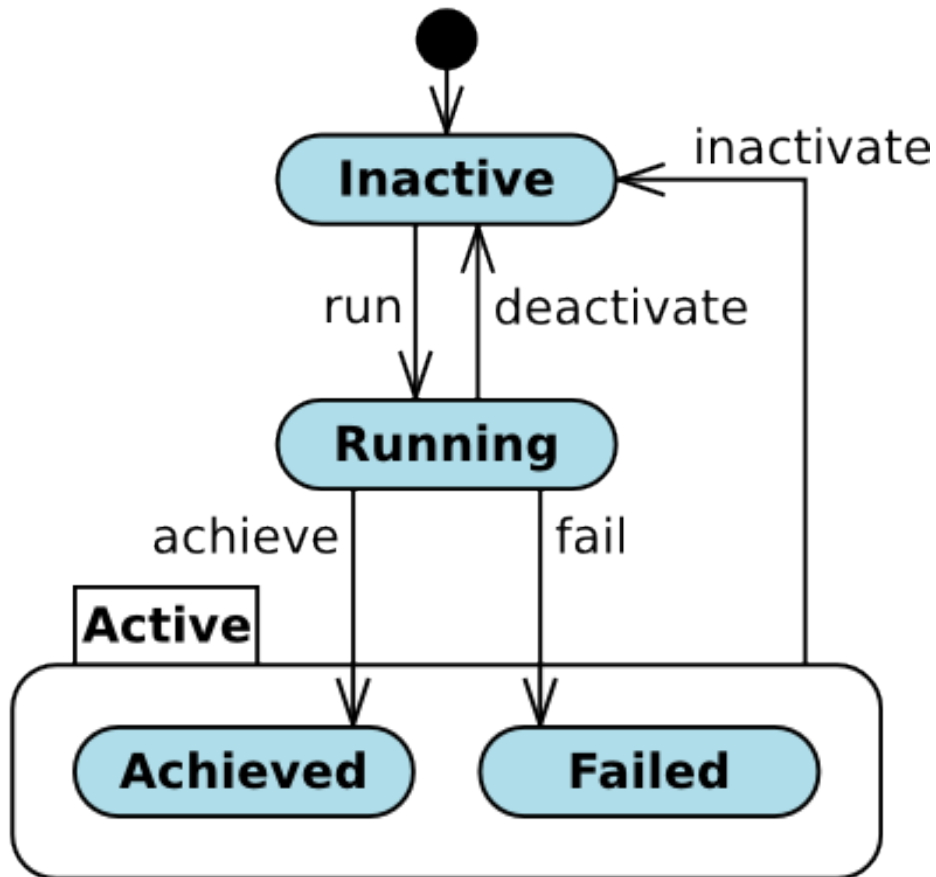 inactivate
Inactive
run
deactivate
Running
achieve
fail
Active
Achieved
Failed